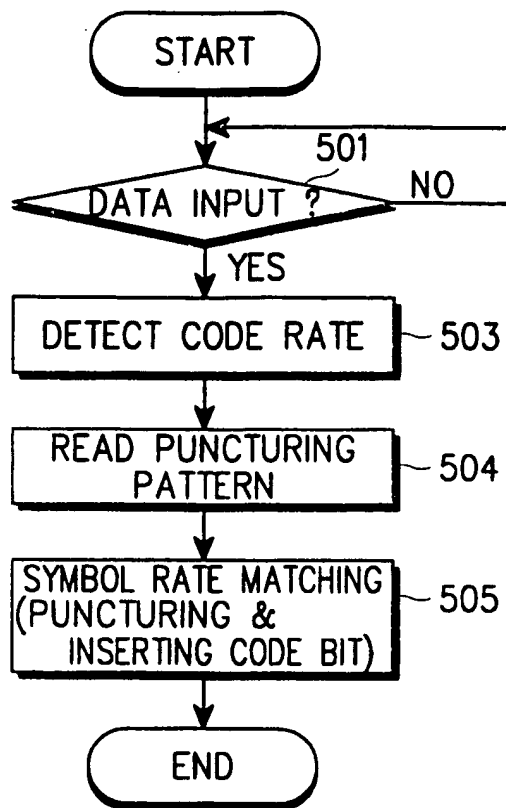 START
501
DATA INPUT ?
NO
YES
DETECT CODE RATE
503
READ PUNCTURING
PATTERN
504
SYMBOL RATE MATCHING
(PUNCTURING &
INSERTING CODE BIT)
505
END